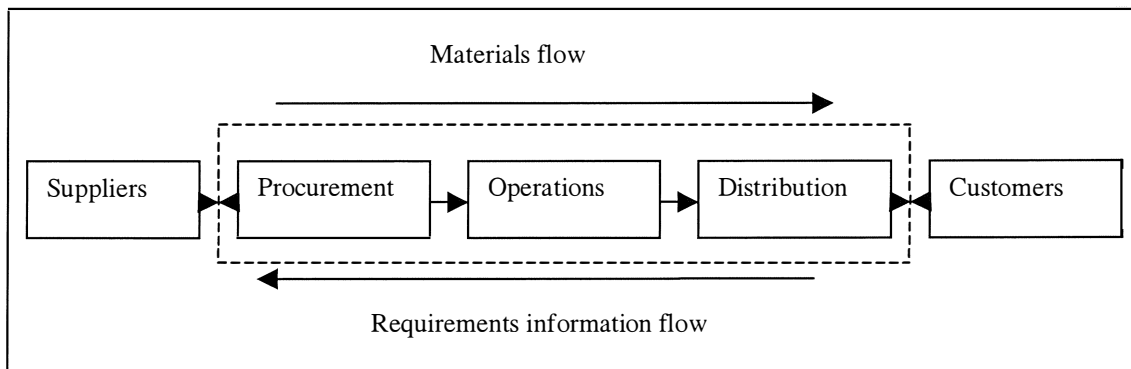 Materials flow
Suppliers
Procurement
Operations
Distribution
Customers
Requirements information flow